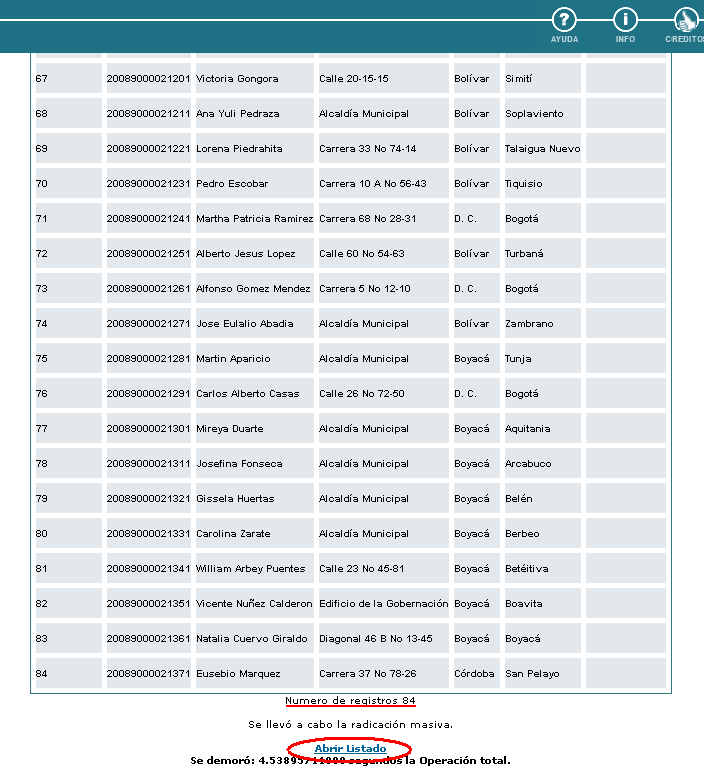 AYUDA INFO CREDITOS
67 20089000021201 Victoria Gongora Calle 20-15-15 Bolívar Simití
68 20089000021211 Ana Yuli Pedraza Alcaldía Municipal Bolívar Soplaviento
69 20089000021221 Lorena Piedrahita Carrera 33 No 74-14 Bolívar Talaigua Nuevo
70 20089000021231 Pedro Escobar Carrera 10 A No 56-43 Bolívar Tiquisio
71 20089000021241 Martha Patricia Ramirez Carrera 68 No 28-31 D. C. Bogotá
72 20089000021251 Alberto Jesus Lopez Calle 60 No 54-63 Bolívar Turbaná
73 20089000021261 Alfonso Gomez Mendez Carrera 5 No 12-10 D. C. Bogotá
74 20089000021271 Jose Eulalio Abadia Alcaldía Municipal Bolívar Zambrano
75 20089000021281 Martin Aparicio Alcaldía Municipal Boyacá Tunja
76 20089000021291 Carlos Alberto Casas Calle 26 No 72-50 D. C. Bogotá
77 20089000021301 Mireya Duarte Alcaldía Municipal Boyacá Aquitania
78 20089000021311 Josefina Fonseca Alcaldía Municipal Boyacá Arcabuco
79 20089000021321 Gissela Huertas Alcaldía Municipal Boyacá Belén
80 20089000021331 Carolina Zarate Alcaldía Municipal Boyacá Berbeo
81 20089000021341 William Arbey Puentes Calle 23 No 45-81 Boyacá Betéitiva
82 20089000021351 Vicente Nuñez Calderon Edificio de la Gobernación Boyacá Boavita
83 20089000021361 Natalia Cuervo Giraldo Diagonal 46 B No 13-45 Boyacá Boyacá
84 20089000021371 Eusebio Marquez Carrera 37 No 78-26 Córdoba San Pelayo
Numero de registros 84
Se llevó a cabo la radicación masiva.
Abrir Listado
Se demoró: segundos la Operación total.